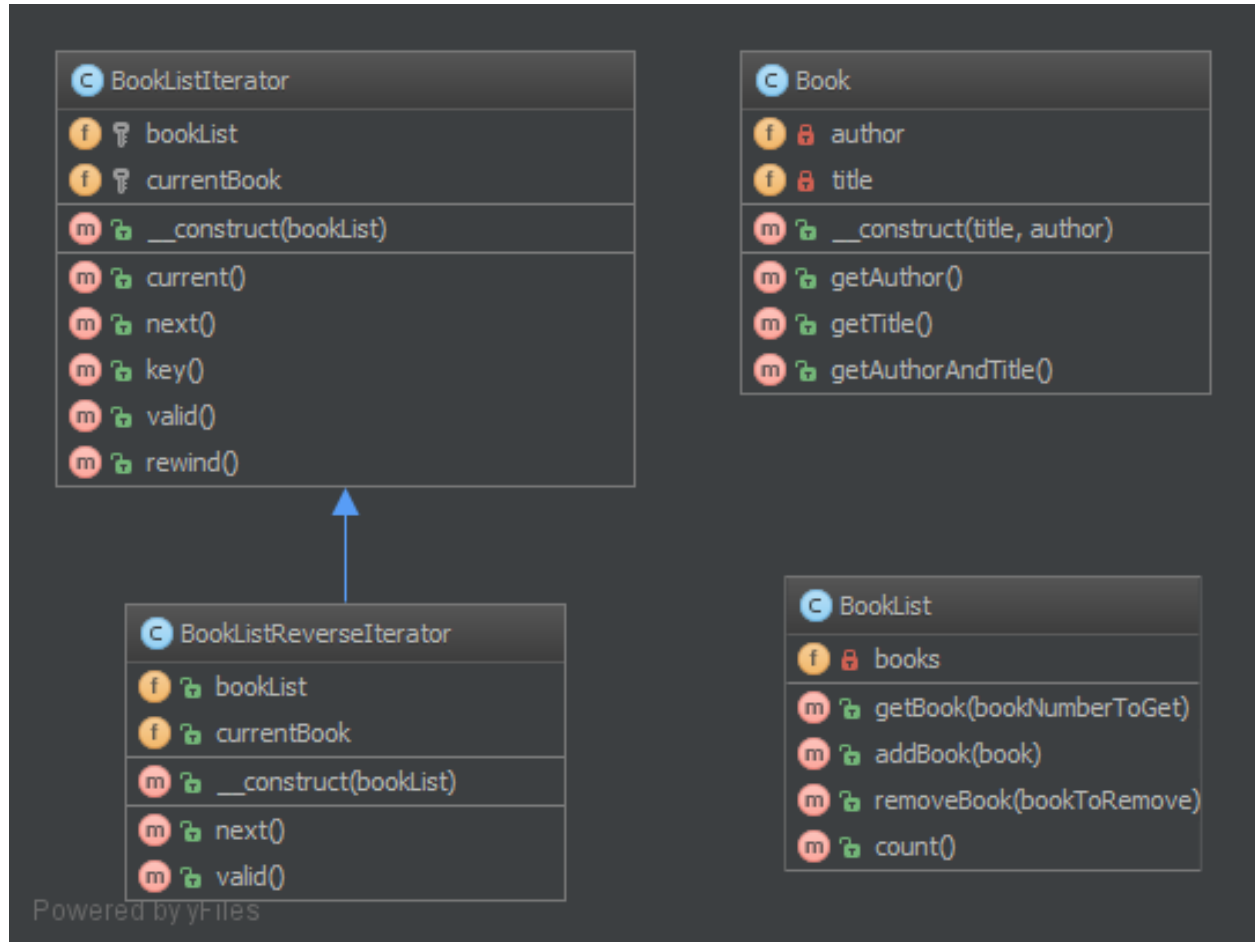 BookListIterator
bookList
currentBook
__construct(bookList)
current()
next()
key()
valid()
rewind()
Book
author
title
__construct(title, author)
getAuthor()
getTitle()
getAuthorAndTitle()
BookListReverseIterator
bookList
currentBook
__construct(bookList)
next()
valid()
BookList
books
getBook(bookNumberToGet)
addBook(book)
removeBook(bookToRemove)
count()
Powered by yFiles